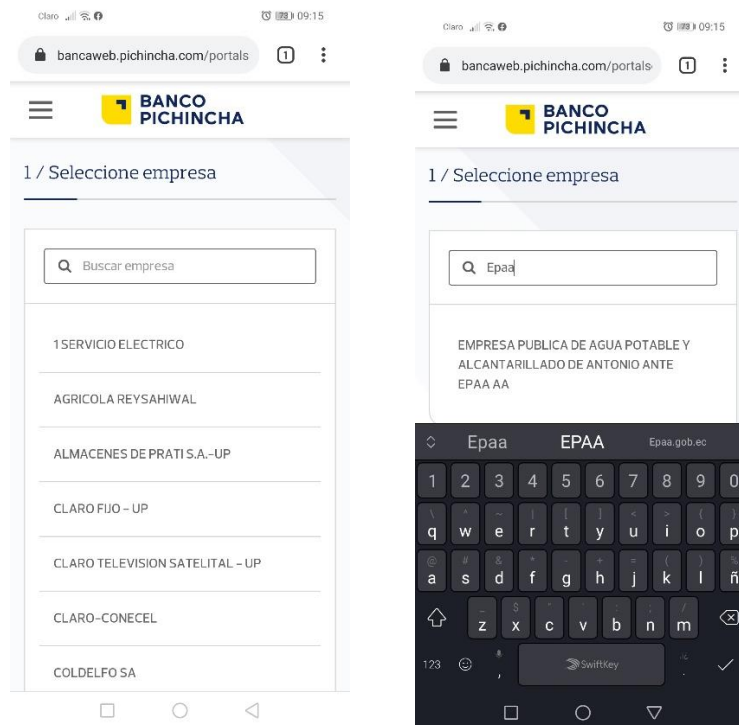 Claro 73 09:15
bancaweb.pichincha.com/portals 1
BANCO
PICHINCHA
1 / Seleccione empresa
Buscar empresa
1 SERVICIO ELECTRICO
AGRICOLA REYSAHIWAL
ALMACENES DE PRATI S.A.-UP
CLARO FIJO – UP
CLARO TELEVISION SATELITAL – UP
CLARO-CONECEL
COLDELFO SA
Claro 73 09:15
bancaweb.pichincha.com/portals 1
BANCO
PICHINCHA
1 / Seleccione empresa
Epaa
EMPRESA PUBLICA DE AGUA POTABLE Y
ALCANTARILLADO DE ANTONIO ANTE
EPAA AA
Epaa EPAA Epaa.gob.ec
1 2 3 4 5 6 7 8 9 0
q w e r t y u i o p
a s d f g h j k l ñ
z x c v b n m
123 , SwiftKey .